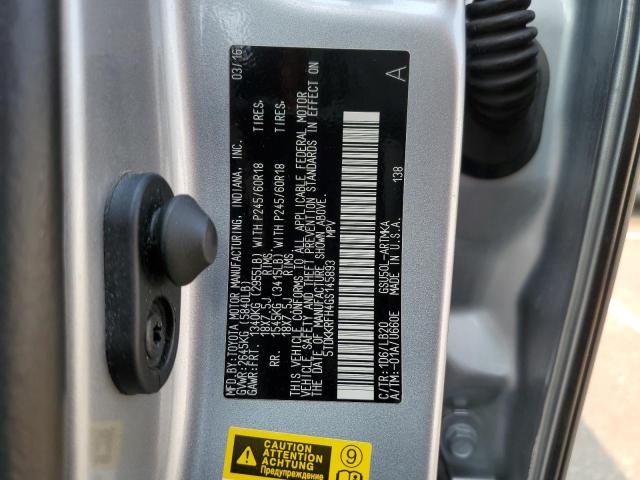 MFD.BY:TOYOTA MOTOR MANUFACTURING, INDIANA, INC. 03/16
GVWR:2645KG (5840LB)
GAWR:FRT. 1340KG (2955LB) WITH P245/60R18 TIRES,
18X7.5J RIMS
RR. 1545KG (3415LB) WITH P245/60R18 TIRES,
18X7.5J RIMS
THIS VEHICLE CONFORMS TO ALL APPLICABLE FEDERAL MOTOR
VEHICLE SAFETY AND THEFT PREVENTION STANDARDS IN EFFECT ON
THE DATE OF MANUFACTURE SHOWN ABOVE.
5TDKKRFH4GS145893 MPV
A
C/TR:1D6/LB20 GSU50L-ARTMKA
A/TM:-01A/U660E MADE IN U.S.A. 138
CAUTION
ATTENTION
ACHTUNG
Предупреждение
9